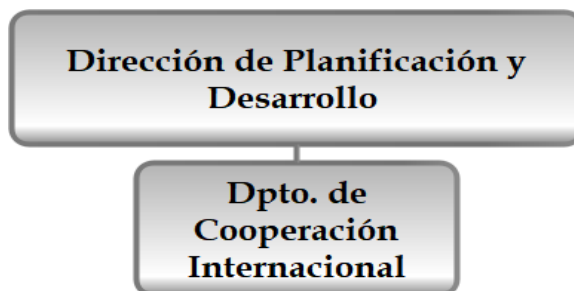 Dirección de Planificación y
Desarrollo
Dpto. de
Cooperación
Internacional